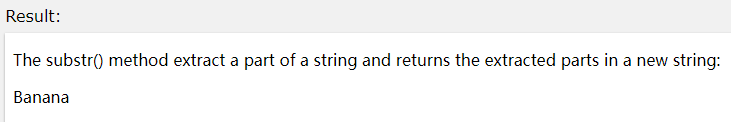 Result:
The substr() method extract a part of a string and returns the extracted parts in a new string:
Banana